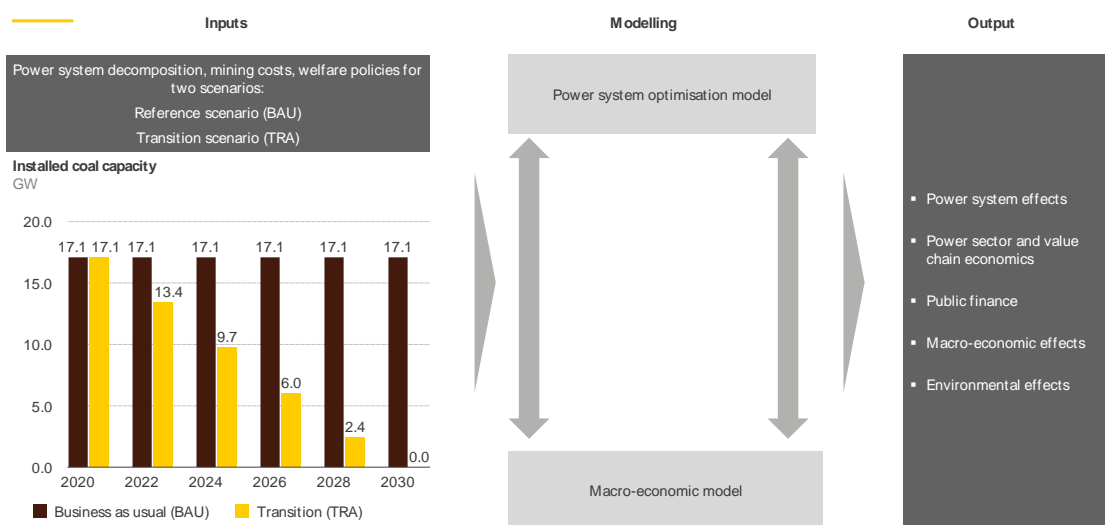 Inputs
Power system decomposition, mining costs, welfare policies for
two scenarios:
Reference scenario (BAU)
Transition scenario (TRA)
Installed coal capacity
GW
20.0
15.0
10.0
5.0
0.0
17.1 17.1 17.1 17.1 17.1 17.1 17.1
13.4
9.7
6.0
2.4
0.0
2020 2022 2024 2026 2028 2030
Business as usual (BAU) Transition (TRA)
Modelling
Power system optimisation model
Macro-economic model
Output
▪ Power system effects
▪ Power sector and value
chain economics
▪ Public finance
▪ Macro-economic effects
▪ Environmental effects